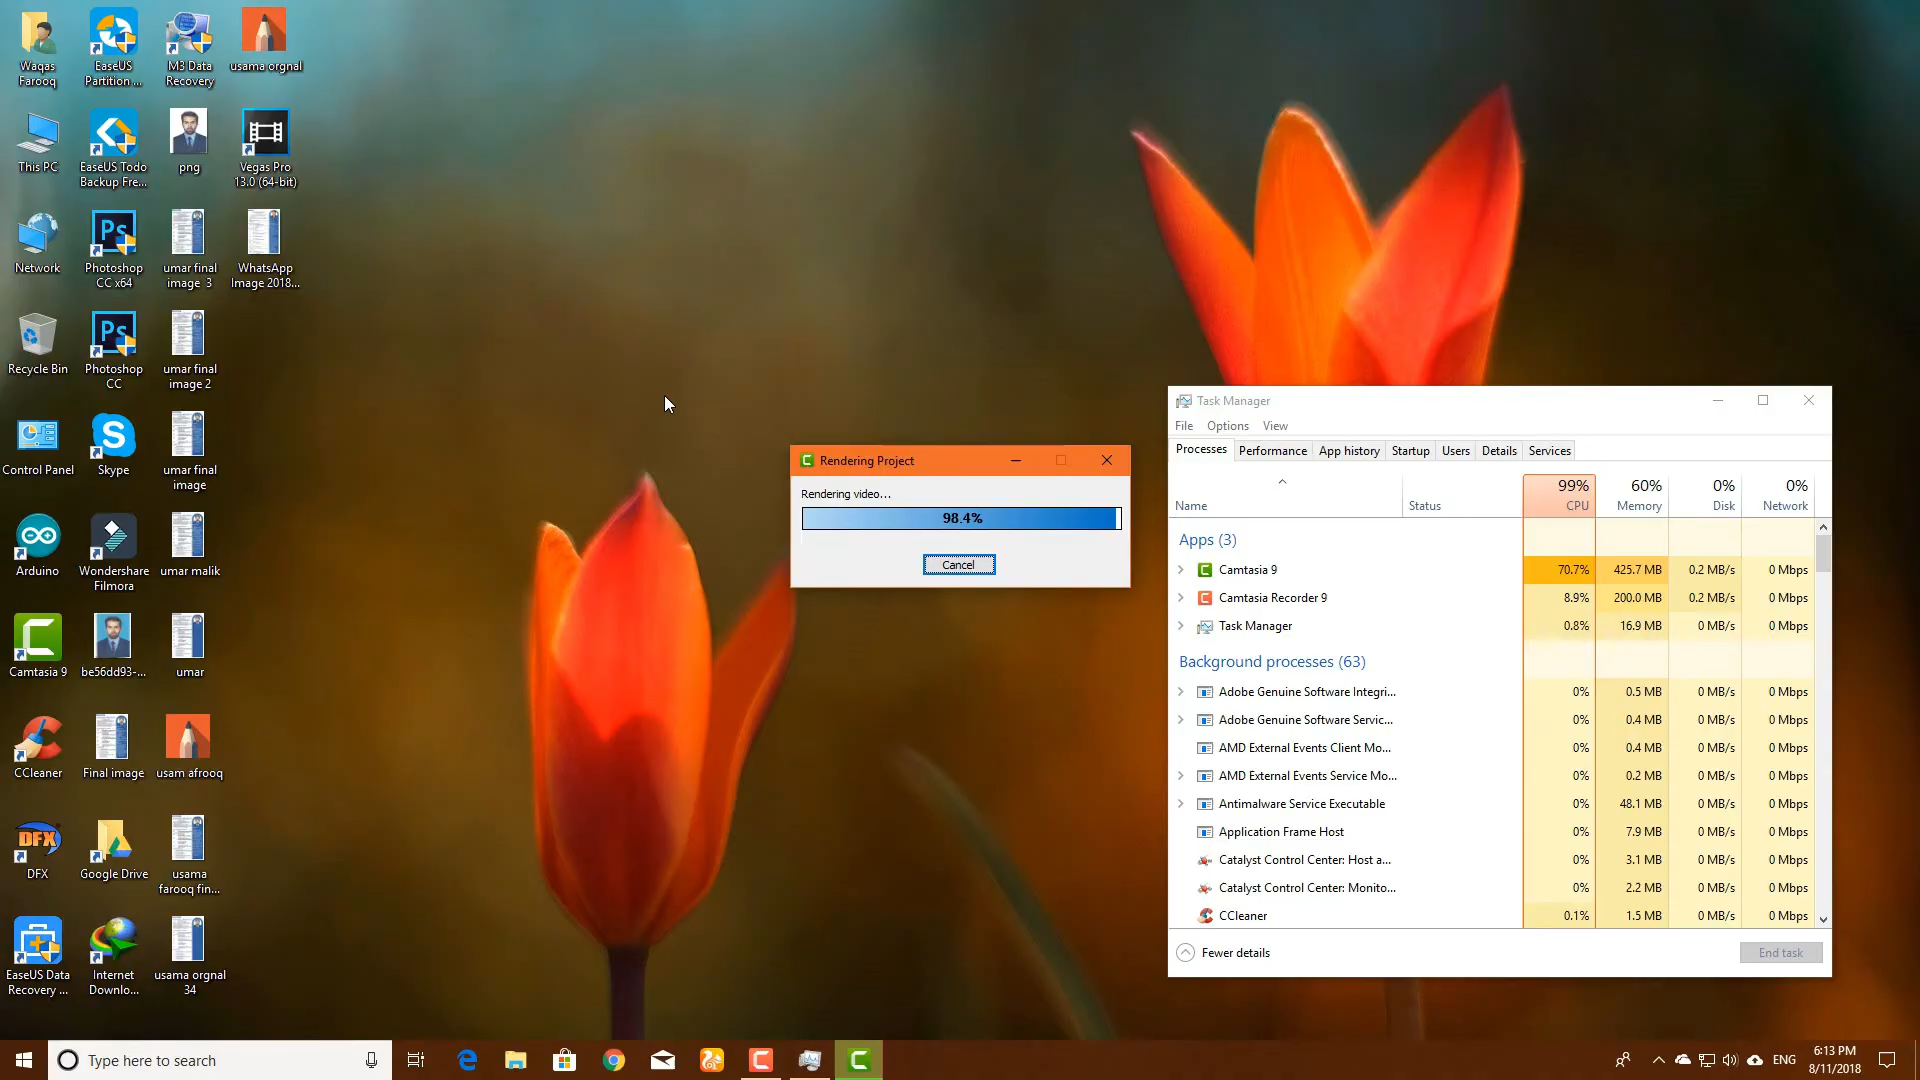 Waqas
Farooq
EaseUS
Partition ...
M3 Data
Recovery
usama orgnal
This PC
EaseUS Todo
Backup Fre...
png
Vegas Pro
13.0 (64-bit)
Network
Ps
Photoshop
CC x64
umar final
image 3
WhatsApp
Image 2018...
Recycle Bin
Ps
Photoshop
CC
umar final
image 2
Control Panel
Skype
umar final
image
Arduino
Wondershare
Filmora
umar malik
Camtasia 9
be56dd93-...
umar
CCleaner
Final image
usam afrooq
DFX
DFX
Google Drive
usama
farooq fin...
EaseUS Data
Recovery ...
Internet
Downlo...
usama orgnal
34
Rendering Project
Rendering video...
98.4%
Cancel
Task Manager
File Options View
Processes Performance App history Startup Users Details Services
99% 60% 0% 0%
Name Status CPU Memory Disk Network
Apps (3)
Camtasia 9 70.7% 425.7 MB 0.2 MB/s 0 Mbps
Camtasia Recorder 9 8.9% 200.0 MB 0.2 MB/s 0 Mbps
Task Manager 0.8% 16.9 MB 0 MB/s 0 Mbps
Background processes (63)
Adobe Genuine Software Integri... 0% 0.5 MB 0 MB/s 0 Mbps
Adobe Genuine Software Servic... 0% 0.4 MB 0 MB/s 0 Mbps
AMD External Events Client Mo... 0% 0.4 MB 0 MB/s 0 Mbps
AMD External Events Service Mo... 0% 0.2 MB 0 MB/s 0 Mbps
Antimalware Service Executable 0% 48.1 MB 0 MB/s 0 Mbps
Application Frame Host 0% 7.9 MB 0 MB/s 0 Mbps
Catalyst Control Center: Host a... 0% 3.1 MB 0 MB/s 0 Mbps
Catalyst Control Center: Monito... 0% 2.2 MB 0 MB/s 0 Mbps
CCleaner 0.1% 1.5 MB 0 MB/s 0 Mbps
Fewer details End task
Type here to search
ENG
6:13 PM
8/11/2018